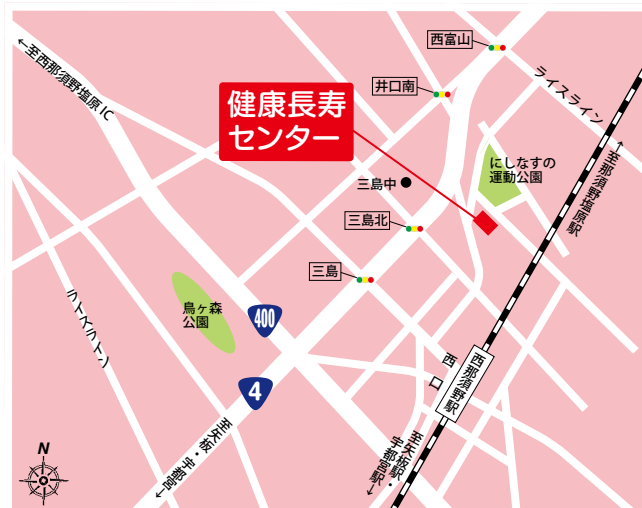 西富山
井口南
←至西那須野塩原IC
ライスライン
健康長寿
センター
にしなすの
運動公園
三島中
←至那須野塩原駅
三島北
三島
烏ヶ森
公園
400
ライスライン
西口
西那須野駅
4
至矢板・宇都宮→
至矢板駅・
宇都宮駅→
N